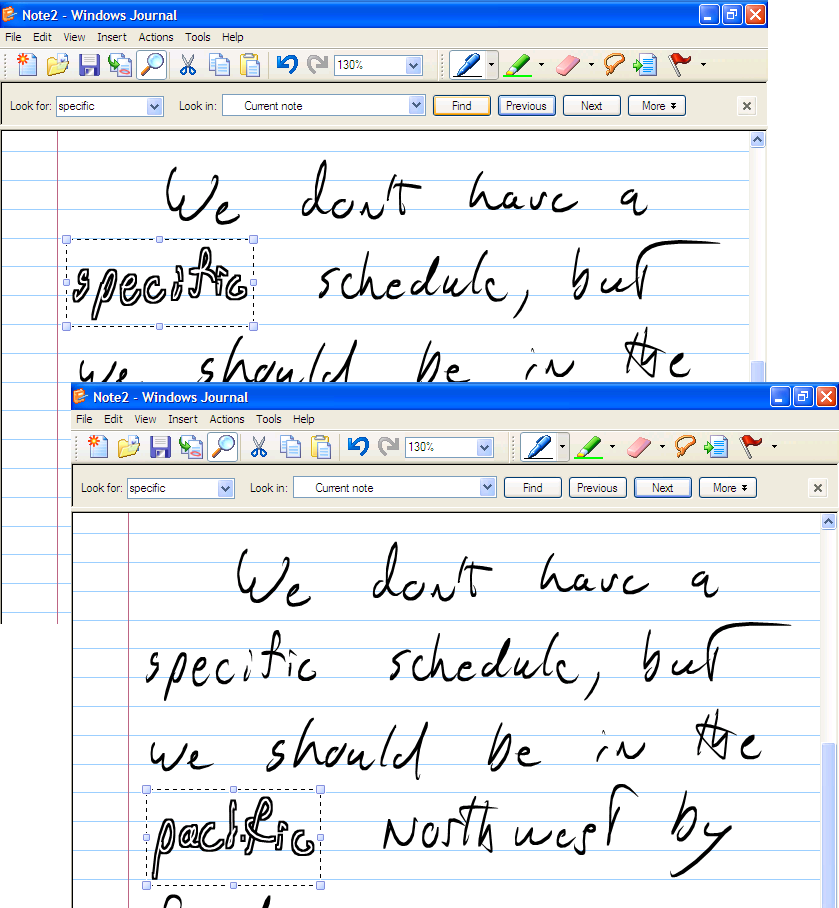 Note2 - Windows Journal
File Edit View Insert Actions Tools Help
130%
Look for: specific Look in: Current note Find Previous Next More
We don't have a
specific schedule, but
we should be in the
Note2 - Windows Journal
File Edit View Insert Actions Tools Help
130%
Look for: specific Look in: Current note Find Previous Next More
We don't have a
specific schedule, but
we should be in the
pacific Northwest by